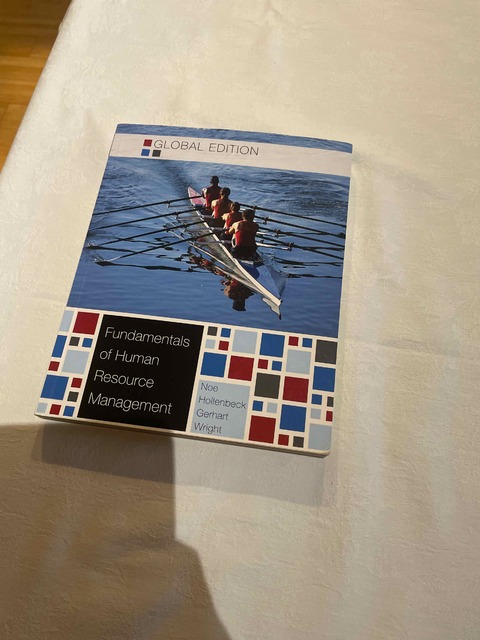 GLOBAL EDITION
Fundamentals
of Human
Resource
Management
Noe
Hollenbeck
Gerhart
Wright